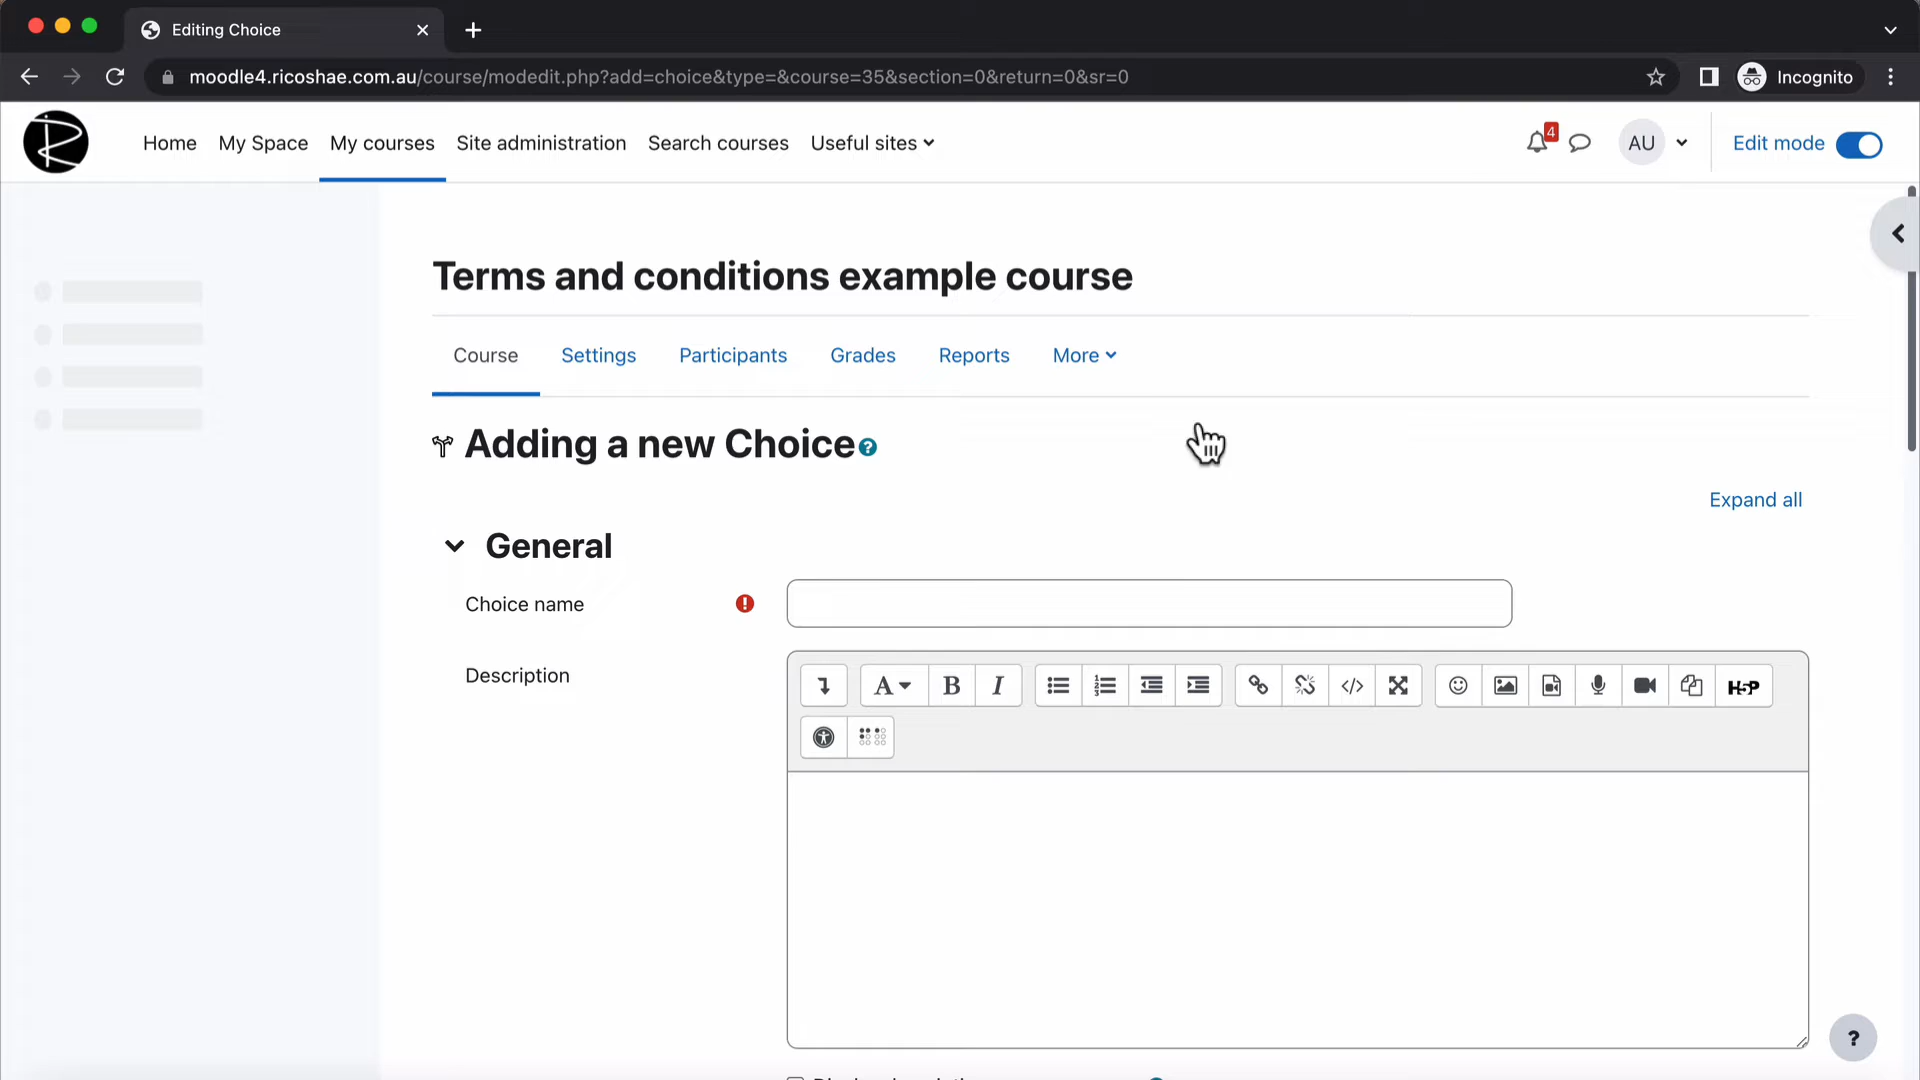 Editing Choice
moodle4.ricoshae.com.au/course/modedit.php?add=choice&type=&course=35&section=0&return=0&sr=0
Incognito
Home My Space My courses Site administration Search courses Useful sites
4
AU
Edit mode
Terms and conditions example course
Course Settings Participants Grades Reports More
Adding a new Choice
?
Expand all
General
Choice name
!
Description
A B I
H5P
?